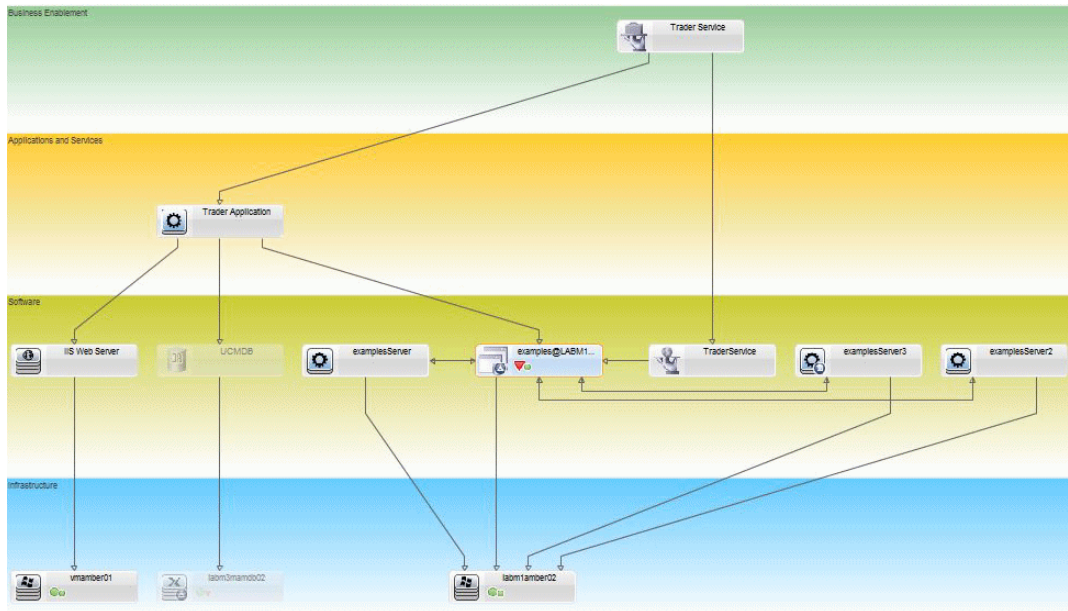 Business Enablement
Trader Service
Applications and Services
Trader Application
Software
IIS Web Server
UCMDB
examplesServer
examples@LABM1...
TraderService
examplesServer3
examplesServer2
Infrastructure
vmamber01
labm3mamdb02
labm1amber02